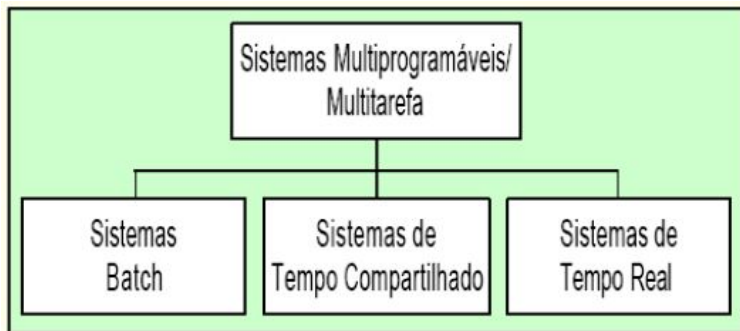 Sistemas Multiprogramáveis/
Multitarefa
Sistemas
Batch
Sistemas de
Tempo Compartilhado
Sistemas de
Tempo Real